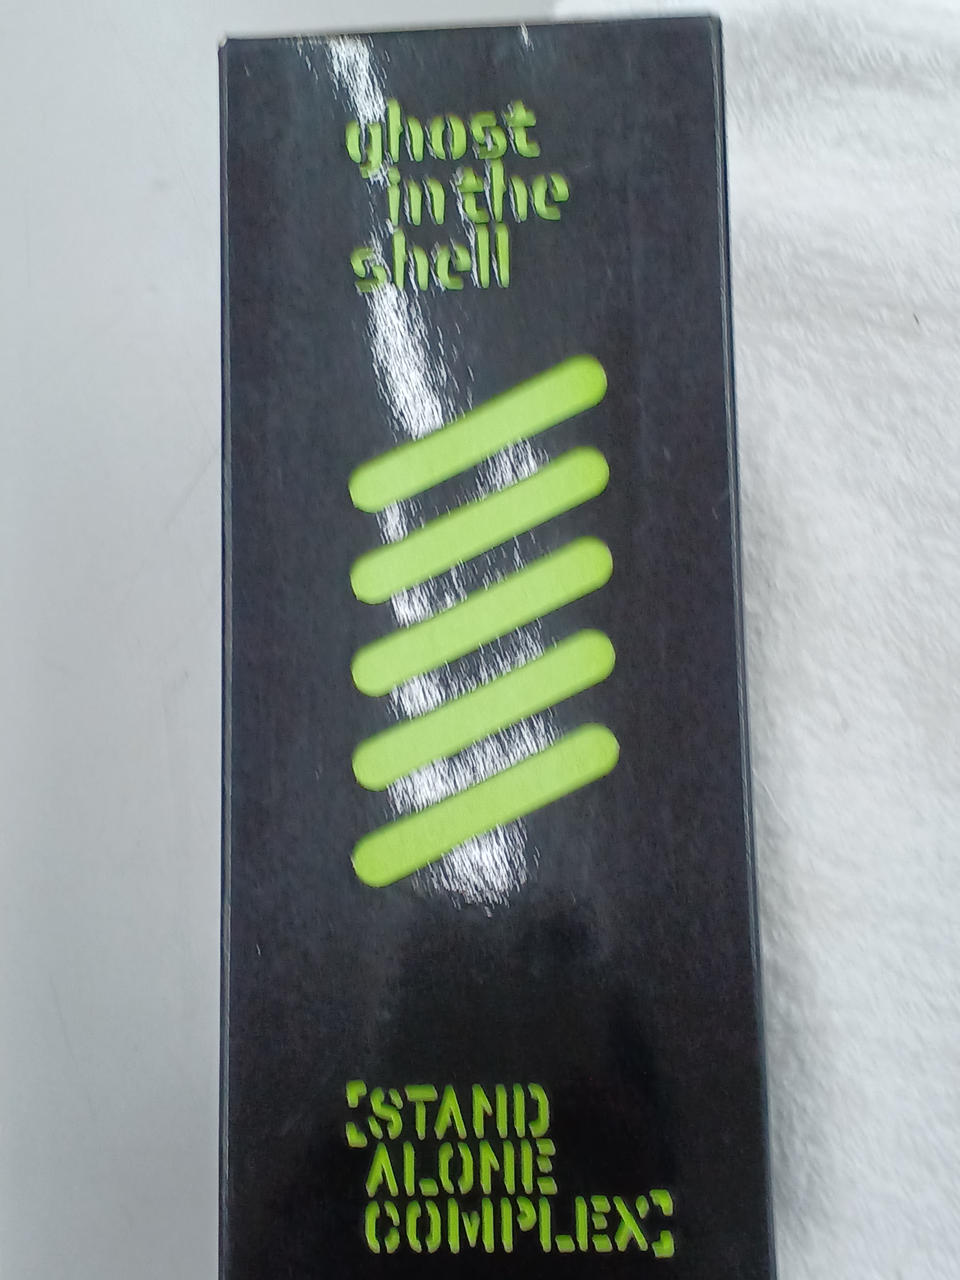 ghost
in the
shell
[STAND
ALONE
COMPLEX]